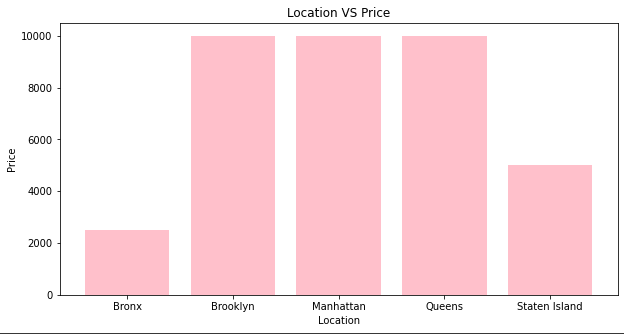 Location VS Price
10000
8000
6000
4000
2000
0
Price
Bronx
Brooklyn
Manhattan
Queens
Staten Island
Location